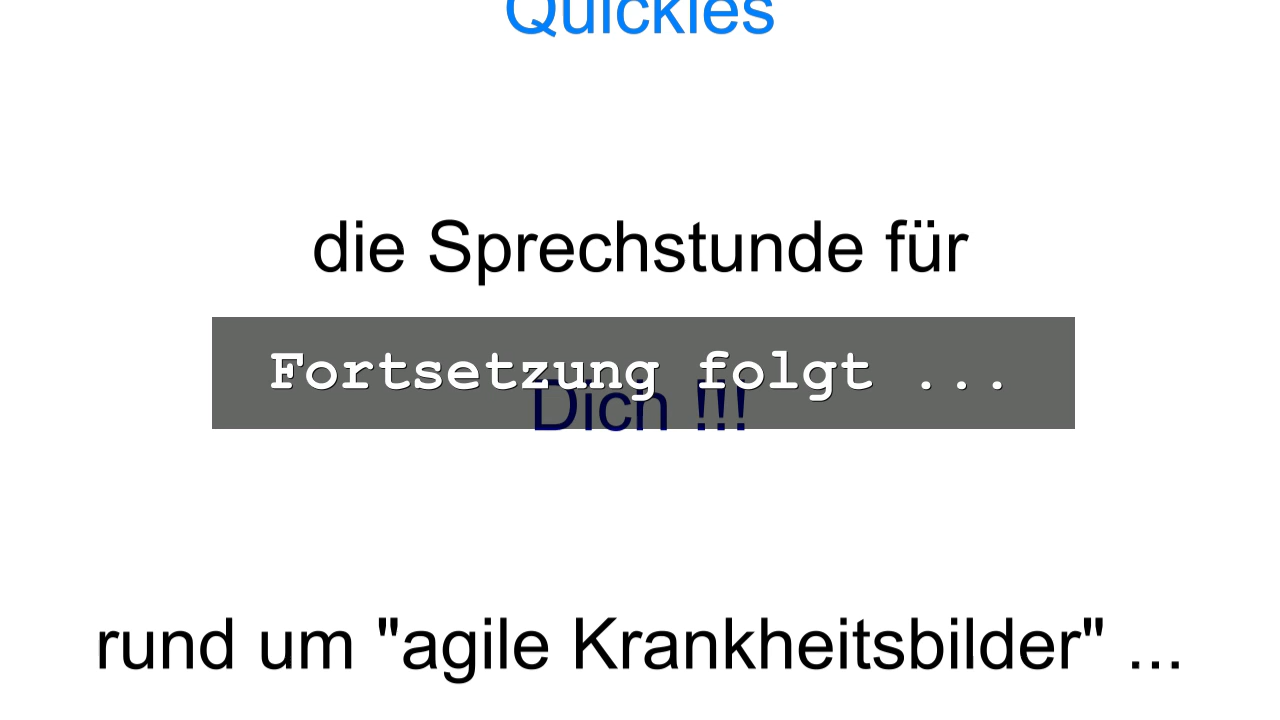 Quickies
die Sprechstunde für
Fortsetzung folgt ...
Dich !!!
rund um "agile Krankheitsbilder" ...